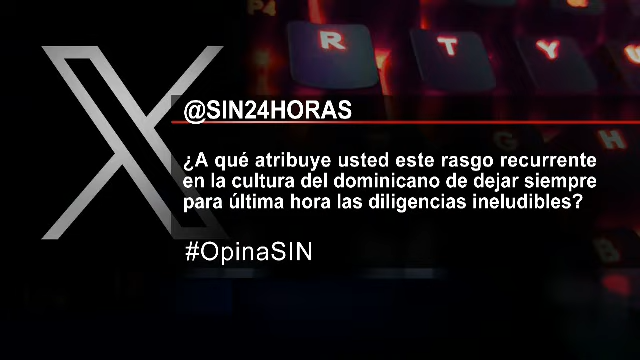 P4
R T Y
@SIN24HORAS
G H
¿A qué atribuye usted este rasgo recurrente
en la cultura del dominicano de dejar siempre
para última hora las diligencias ineludibles?
B
#OpinaSIN